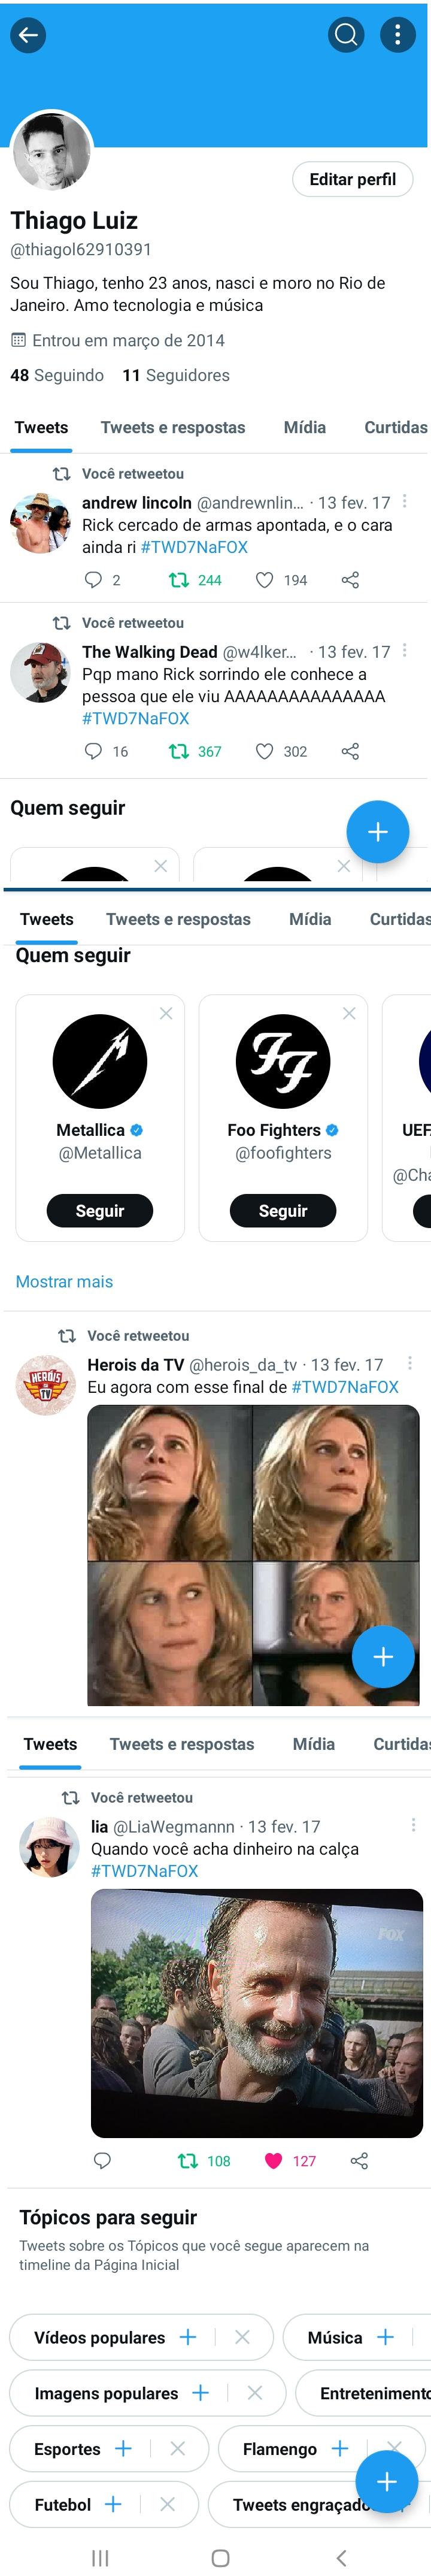 Editar perfil
Thiago Luiz
@thiagol62910391
Sou Thiago, tenho 23 anos, nasci e moro no Rio de
Janeiro. Amo tecnologia e música
Entrou em março de 2014
48 Seguindo 11 Seguidores
Tweets Tweets e respostas Mídia Curtidas
Você retweetou
andrew lincoln @andrewnlin... · 13 fev. 17
Rick cercado de armas apontada, e o cara
ainda ri #TWD7NaFOX
2 244 194
Você retweetou
The Walking Dead @w4lker... · 13 fev. 17
Pqp mano Rick sorrindo ele conhece a
pessoa que ele viu AAAAAAAAAAAAAAA
#TWD7NaFOX
16 367 302
Quem seguir
Tweets Tweets e respostas Mídia Curtidas
Quem seguir
Metallica Foo Fighters UEF
@Metallica @foofighters
@Cha
Seguir Seguir
Mostrar mais
Você retweetou
Herois da TV @herois_da_tv · 13 fev. 17
HERÓIS DA TV
Eu agora com esse final de #TWD7NaFOX
Tweets Tweets e respostas Mídia Curtidas
Você retweetou
lia @LiaWegmannn · 13 fev. 17
Quando você acha dinheiro na calça
#TWD7NaFOX
FOX
108 127
Tópicos para seguir
Tweets sobre os Tópicos que você segue aparecem na
timeline da Página Inicial
Vídeos populares Música
Imagens populares Entretenimento
Esportes Flamengo
Futebol Tweets engraçado